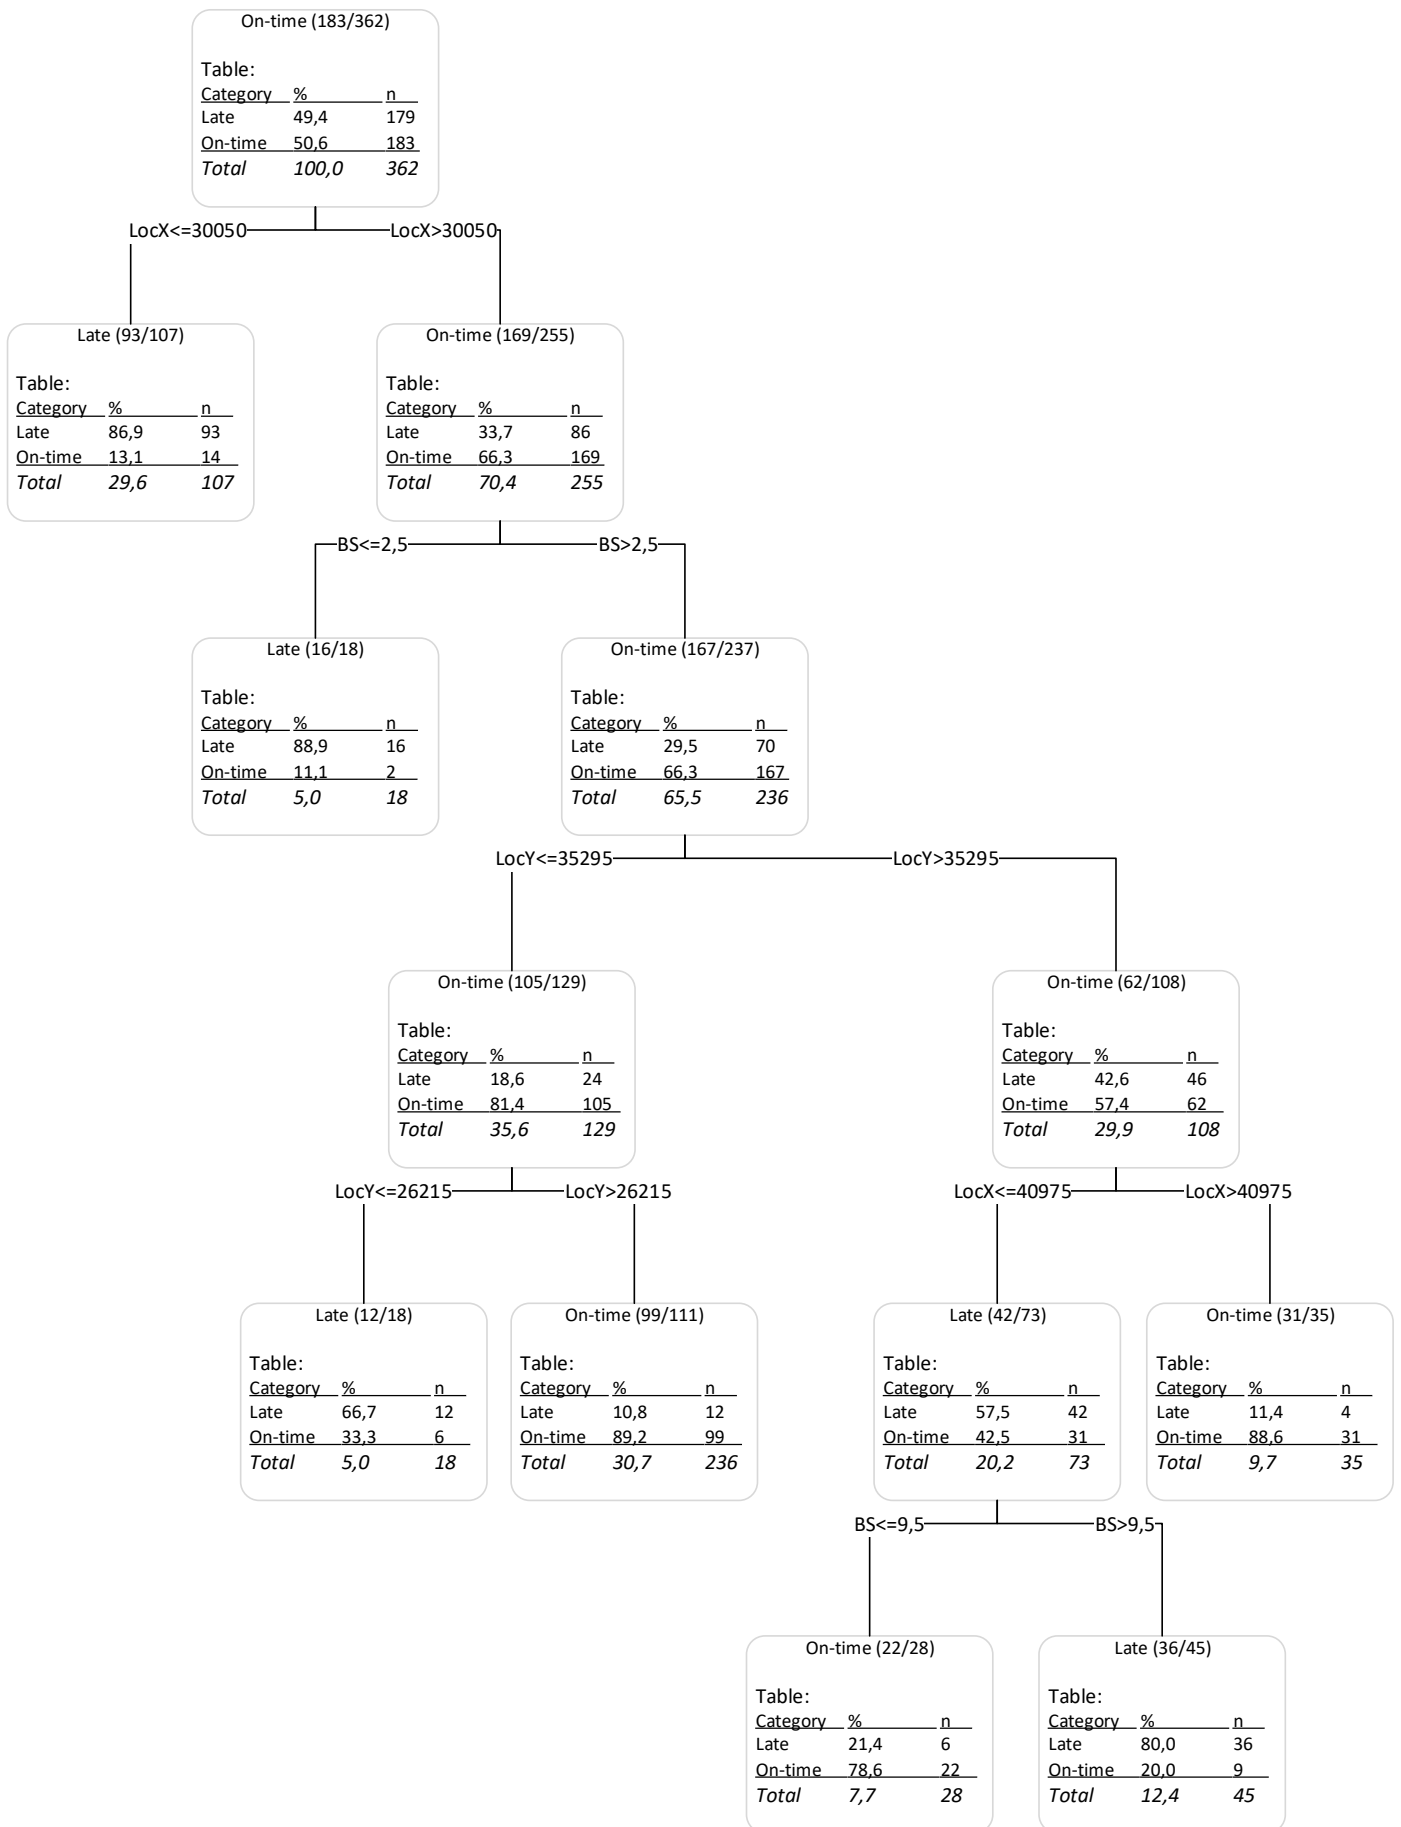 On-time (183/362)
Table:
Category % n
Late 49,4 179
On-time 50,6 183
Total 100,0 362
LocX<=30050 LocX>30050
Late (93/107)
Table:
Category % n
Late 86,9 93
On-time 13,1 14
Total 29,6 107
On-time (169/255)
Table:
Category % n
Late 33,7 86
On-time 66,3 169
Total 70,4 255
BS<=2,5 BS>2,5
Late (16/18)
Table:
Category % n
Late 88,9 16
On-time 11,1 2
Total 5,0 18
On-time (167/237)
Table:
Category % n
Late 29,5 70
On-time 66,3 167
Total 65,5 236
LocY<=35295 LocY>35295
On-time (105/129)
Table:
Category % n
Late 18,6 24
On-time 81,4 105
Total 35,6 129
On-time (62/108)
Table:
Category % n
Late 42,6 46
On-time 57,4 62
Total 29,9 108
LocY<=26215 LocY>26215
LocX<=40975 LocX>40975
Late (12/18)
Table:
Category % n
Late 66,7 12
On-time 33,3 6
Total 5,0 18
On-time (99/111)
Table:
Category % n
Late 10,8 12
On-time 89,2 99
Total 30,7 236
Late (42/73)
Table:
Category % n
Late 57,5 42
On-time 42,5 31
Total 20,2 73
On-time (31/35)
Table:
Category % n
Late 11,4 4
On-time 88,6 31
Total 9,7 35
BS<=9,5 BS>9,5
On-time (22/28)
Table:
Category % n
Late 21,4 6
On-time 78,6 22
Total 7,7 28
Late (36/45)
Table:
Category % n
Late 80,0 36
On-time 20,0 9
Total 12,4 45